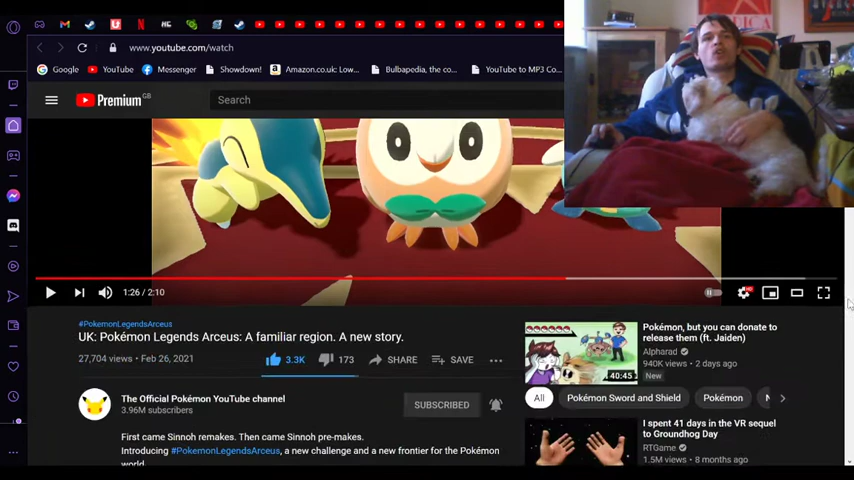 www.youtube.com/watch
Google
YouTube
Messenger
Showdown!
Amazon.co.uk: Low...
Bulbapedia, the co...
YouTube to MP3 Co
Premium GB
Search
1:26 / 2:10
HD
#PokemonLegendsArceus
UK: Pokémon Legends Arceus: A familiar region. A new story.
27,704 views • Feb 26, 2021
3.3K
173
SHARE
SAVE
The Official Pokémon YouTube channel
3.96M subscribers
SUBSCRIBED
First came Sinnoh remakes. Then came Sinnoh pre-makes.
Introducing #PokemonLegendsArceus, a new challenge and a new frontier for the Pokémon
world.
40:45
Pokémon, but you can donate to
release them (ft. Jaiden)
Alpharad
940K views • 2 days ago
New
All
Pokémon Sword and Shield
Pokémon
N
I spent 41 days in the VR sequel
to Groundhog Day
RTGame
1.5M views • 8 months ago